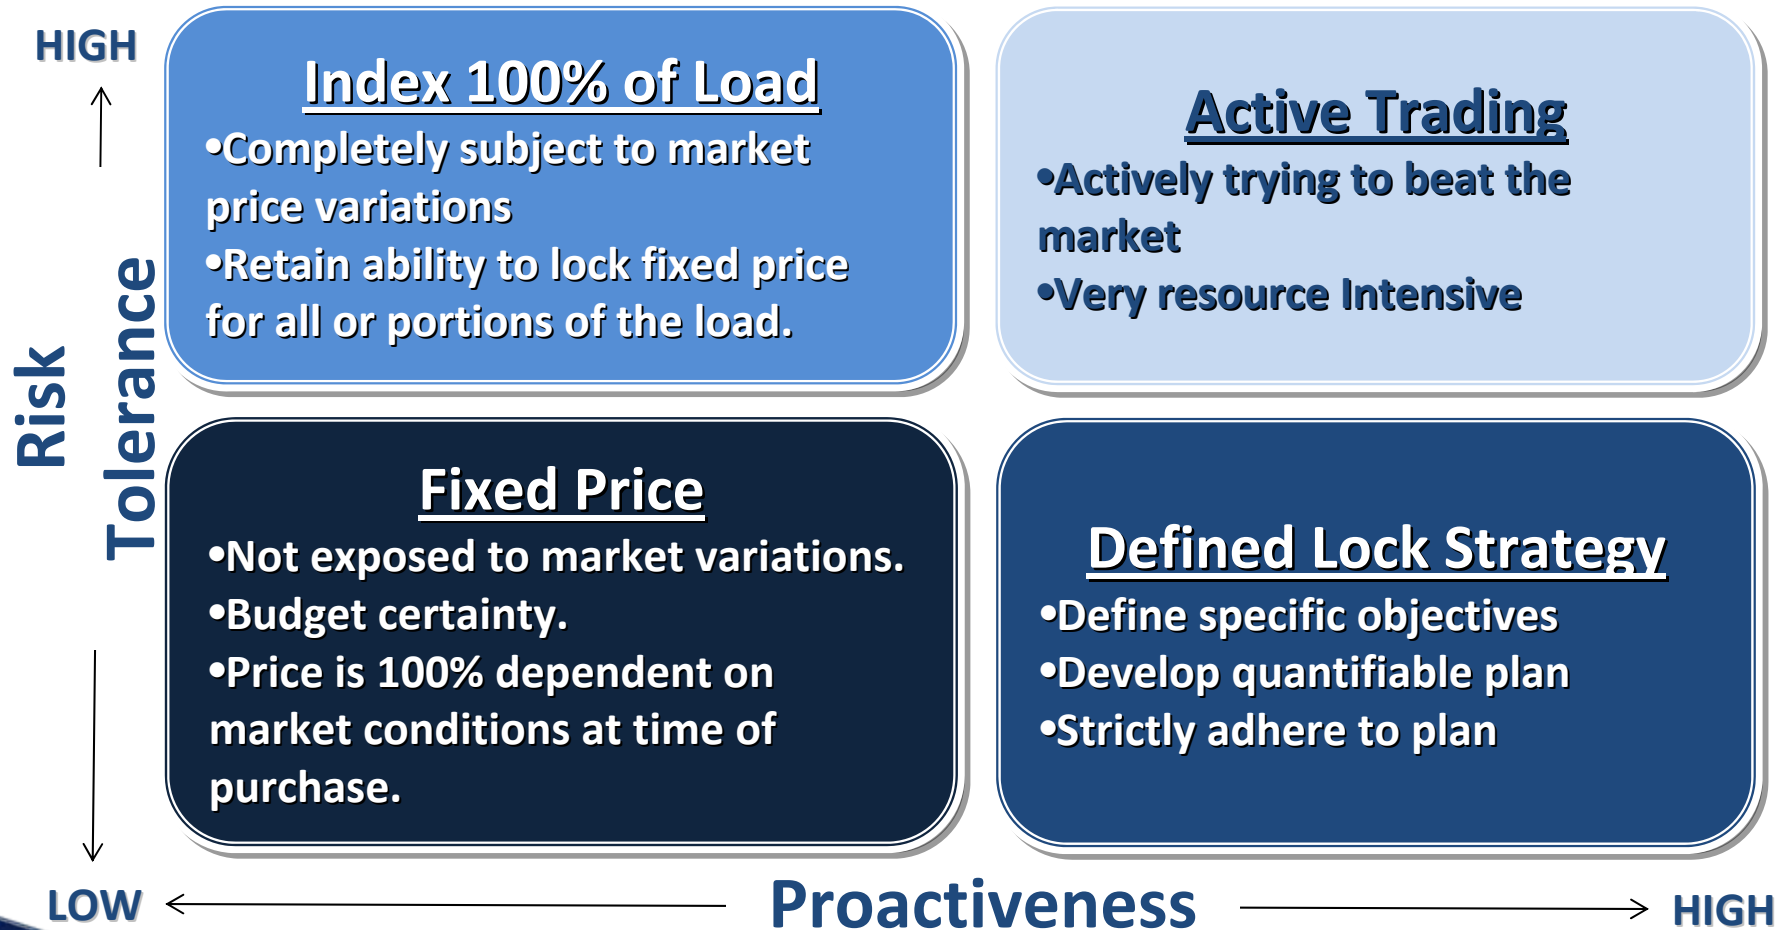 HIGH
Index 100% of Load
•Completely subject to market
price variations
•Retain ability to lock fixed price
for all or portions of the load.
Active Trading
•Actively trying to beat the
market
•Very resource Intensive
Risk
Tolerance
Fixed Price
•Not exposed to market variations.
•Budget certainty.
•Price is 100% dependent on
market conditions at time of
purchase.
Defined Lock Strategy
•Define specific objectives
•Develop quantifiable plan
•Strictly adhere to plan
LOW
Proactiveness
HIGH